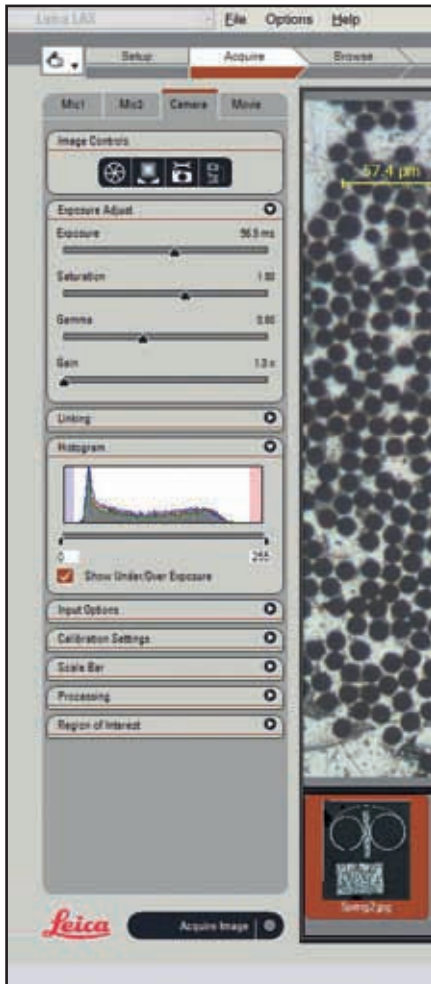 Leica LAX File Options Help
Setup Acquire Browse
Mic1 Mic2 Camera Movie
Image Controls
Exposure Adjust
Exposure 56.5 ms
Saturation 1.00
Gamma 0.60
Gain 1.0 x
Linking
Histogram
0 255
Show Under/Over Exposure
Input Options
Calibration Settings
Scale Bar
Processing
Region of Interest
57.4 µm
Leica Acquire Image